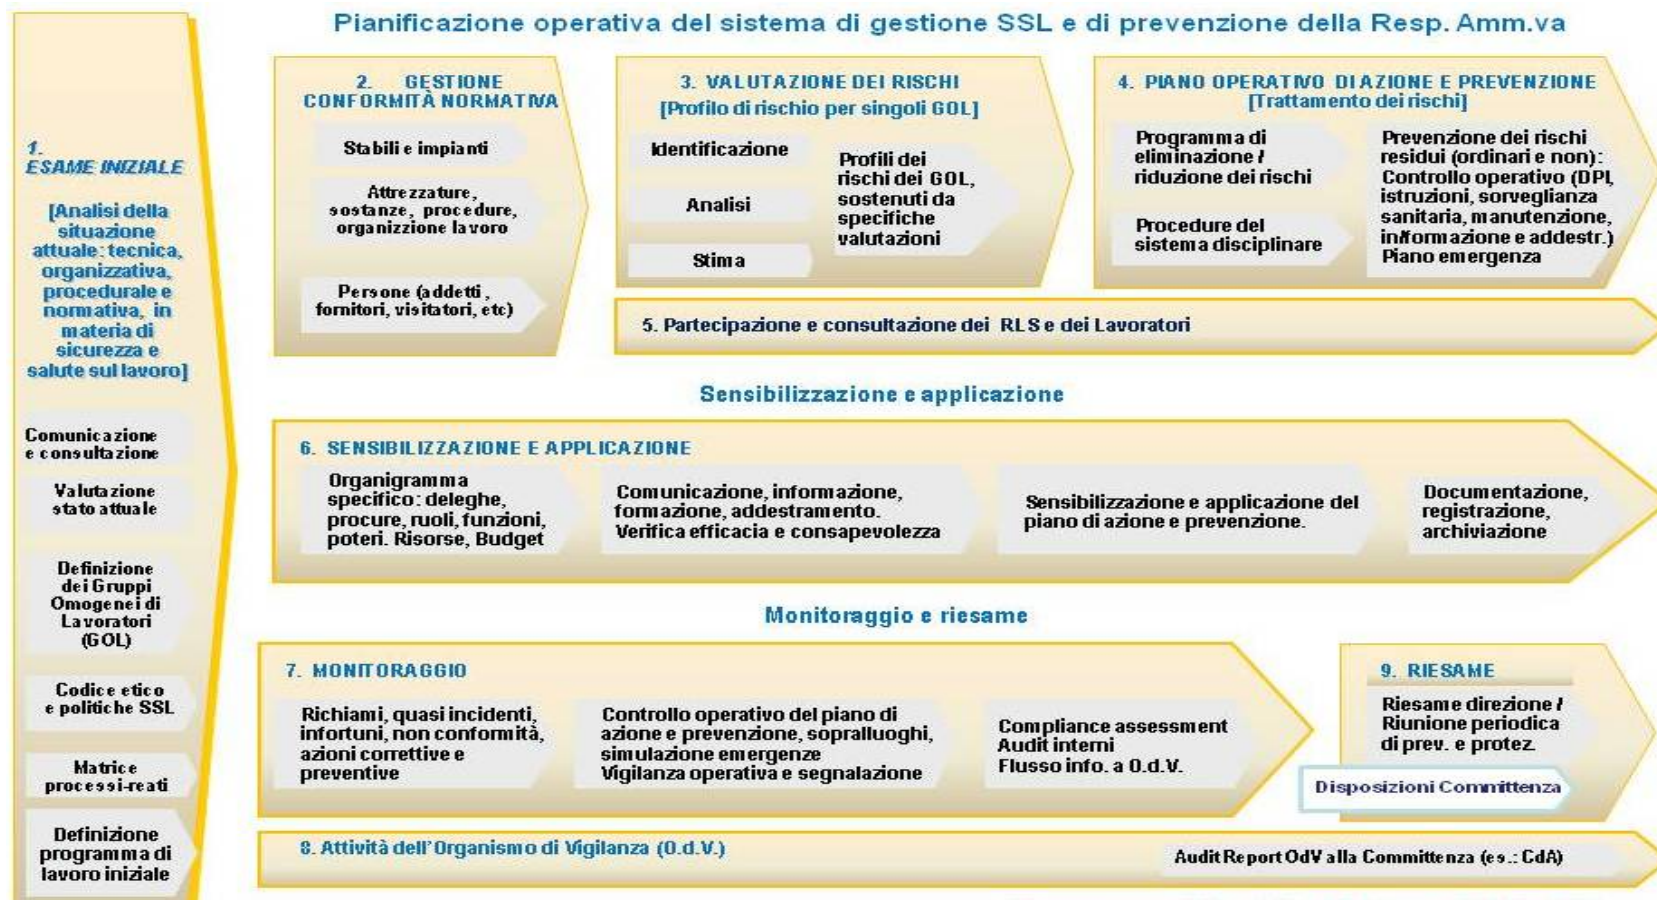 Pianificazione operativa del sistema di gestione SSL e di prevenzione della Resp. Amm.va
1.
ESAME INIZIALE
[Analisi della
situazione
attuale: tecnica,
organizzativa,
procedurale e
normativa, in
materia di
sicurezza e
salute sul lavoro]
Comunicazione
e consultazione
Valutazione
stato attuale
Definizione
dei Gruppi
Omogenei di
Lavoratori
(GOL)
Codice etico
e politiche SSL
Matrice
processi-reati
Definizione
programma di
lavoro iniziale
2. GESTIONE
CONFORMITÀ NORMATIVA
Stabili e impianti
Attrezzature,
sostanze, procedure,
organizzione lavoro
Persone (addetti,
fornitori, visitatori, etc)
3. VALUTAZIONE DEI RISCHI
[Profilo di rischio per singoli GOL]
Identificazione
Analisi
Stima
Profili dei
rischi dei GOL,
sostenuti da
specifiche
valutazioni
4. PIANO OPERATIVO DI AZIONE E PREVENZIONE
[Trattamento dei rischi]
Programma di
eliminazione /
riduzione dei rischi
Procedure del
sistema disciplinare
Prevenzione dei rischi
residui (ordinari e non):
Controllo operativo (DPI,
istruzioni, sorveglianza
sanitaria, manutenzione,
in/formazione e addestr.)
Piano emergenza
5. Partecipazione e consultazione dei RLS e dei Lavoratori
Sensibilizzazione e applicazione
6. SENSIBILIZZAZIONE E APPLICAZIONE
Organigramma
specifico: deleghe,
procure, ruoli, funzioni,
poteri. Risorse, Budget
Comunicazione, informazione,
formazione, addestramento.
Verifica efficacia e consapevolezza
Sensibilizzazione e applicazione del
piano di azione e prevenzione.
Documentazione,
registrazione,
archiviazione
Monitoraggio e riesame
7. MONITORAGGIO
Richiami, quasi incidenti,
infortuni, non conformità,
azioni correttive e
preventive
Controllo operativo del piano di
azione e prevenzione, sopralluoghi,
simulazione emergenze
Vigilanza operativa e segnalazione
Compliance assessment
Audit interni
Flusso info. a O.d.V.
9. RIESAME
Riesame direzione /
Riunione periodica
di prev. e protez.
Disposizioni Committenza
8. Attività dell'Organismo di Vigilanza (O.d.V.)
Audit Report OdV alla Committenza (es.: CdA)